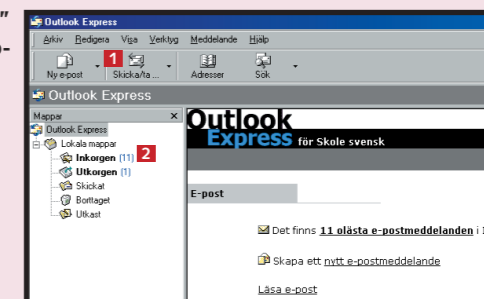 "
-
Outlook Express
Arkiv Redigera Visa Verktyg Meddelande Hjälp
1
Ny e-post Skicka/ta ... Adresser Sök
Outlook Express
Mappar ×
Outlook Express
Lokala mappar
Inkorgen (11) 2
Utkorgen (1)
Skickat
Borttaget
Utkast
Outlook
Express för Skole svensk
E-post
Det finns 11 olästa e-postmeddelanden i
Skapa ett nytt e-postmeddelande
Läsa e-post